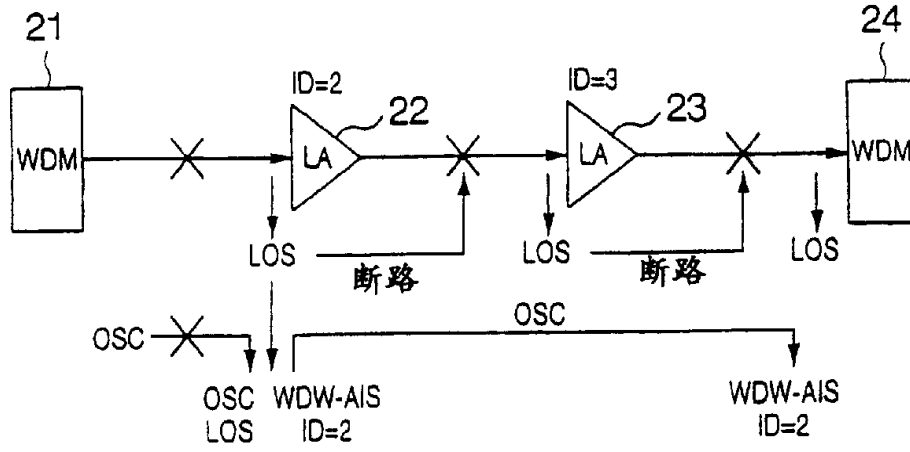 21
24
ID=2
ID=3
22
23
WDM
LA
LA
WDM
LOS
断路
LOS
断路
LOS
OSC
OSC
OSC
LOS
WDW-AIS
ID=2
WDW-AIS
ID=2